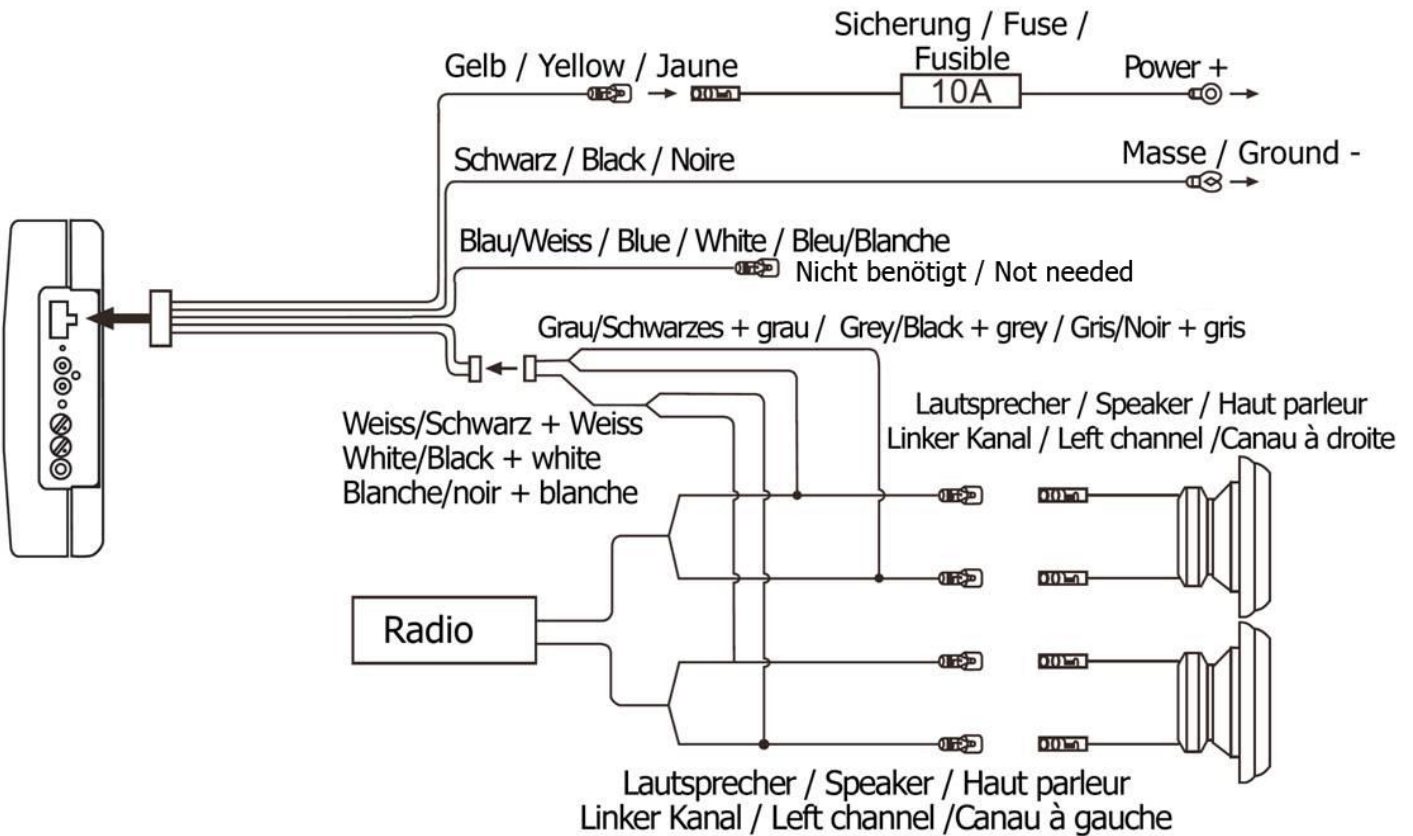 Sicherung / Fuse /
Fusible
Gelb / Yellow / Jaune
10A
Power +
Schwarz / Black / Noire
Masse / Ground -
Blau/Weiss / Blue / White / Bleu/Blanche
Nicht benötigt / Not needed
Grau/Schwarzes + grau / Grey/Black + grey / Gris/Noir + gris
Weiss/Schwarz + Weiss
White/Black + white
Blanche/noir + blanche
Lautsprecher / Speaker / Haut parleur
Linker Kanal / Left channel /Canau à droite
Radio
Lautsprecher / Speaker / Haut parleur
Linker Kanal / Left channel /Canau à gauche